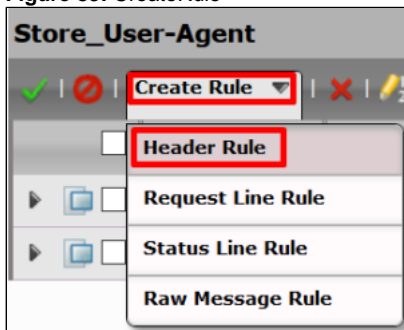 Store_User-Agent
Create Rule
Header Rule
Request Line Rule
Status Line Rule
Raw Message Rule